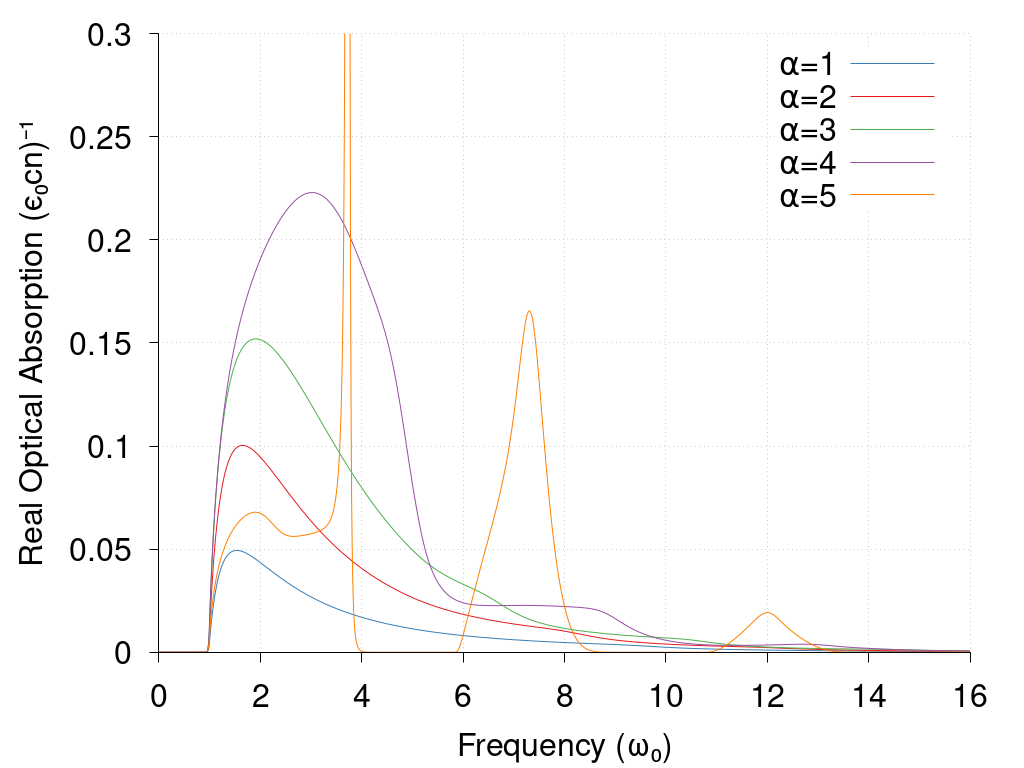 0.3
0.25
0.2
0.15
0.1
0.05
0
0 2 4 6 8 10 12 14 16
Real Optical Absorption (ϵ₀cn)⁻¹
Frequency (ω₀)
α=1
α=2
α=3
α=4
α=5